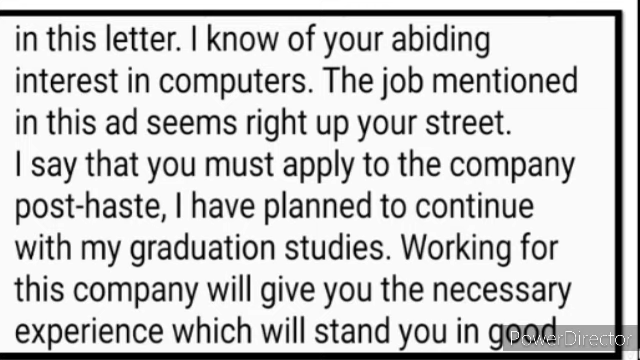 in this letter. I know of your abiding
interest in computers. The job mentioned
in this ad seems right up your street.
I say that you must apply to the company
post-haste, I have planned to continue
with my graduation studies. Working for
this company will give you the necessary
experience which will stand you in good
PowerDirector